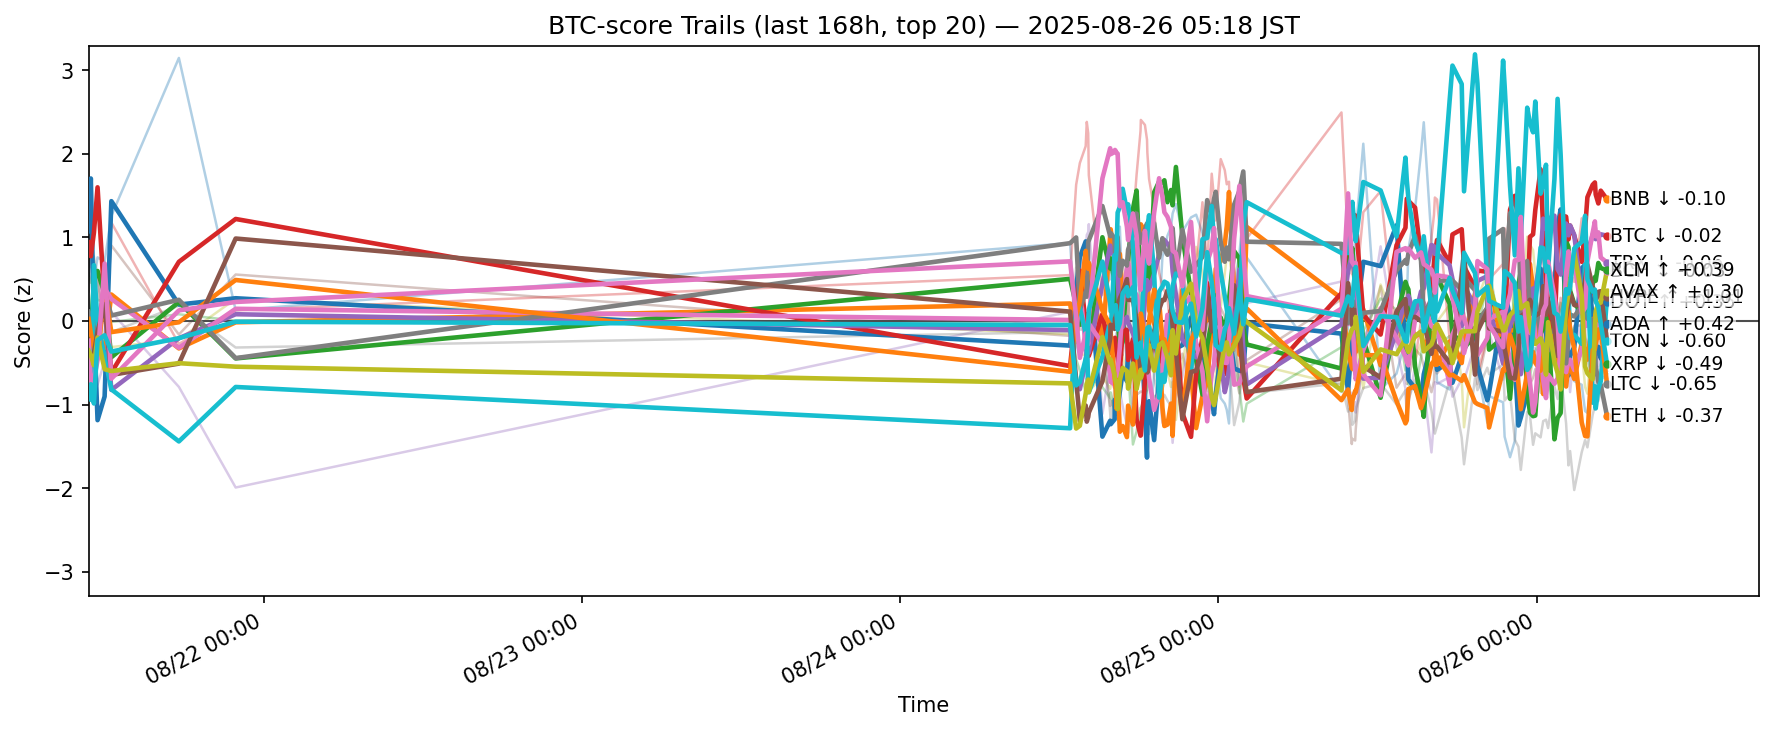 BTC-score Trails (last 168h, top 20) — 2025-08-26 05:18 JST
Score (z)
3
2
1
0
−1
−2
−3
BNB ↓ -0.10
BTC ↓ -0.02
XLM ↑ +0.39
AVAX ↑ +0.30
ADA ↑ +0.42
TON ↓ -0.60
XRP ↓ -0.49
LTC ↓ -0.65
ETH ↓ -0.37
08/22 00:00
08/23 00:00
08/24 00:00
08/25 00:00
08/26 00:00
Time